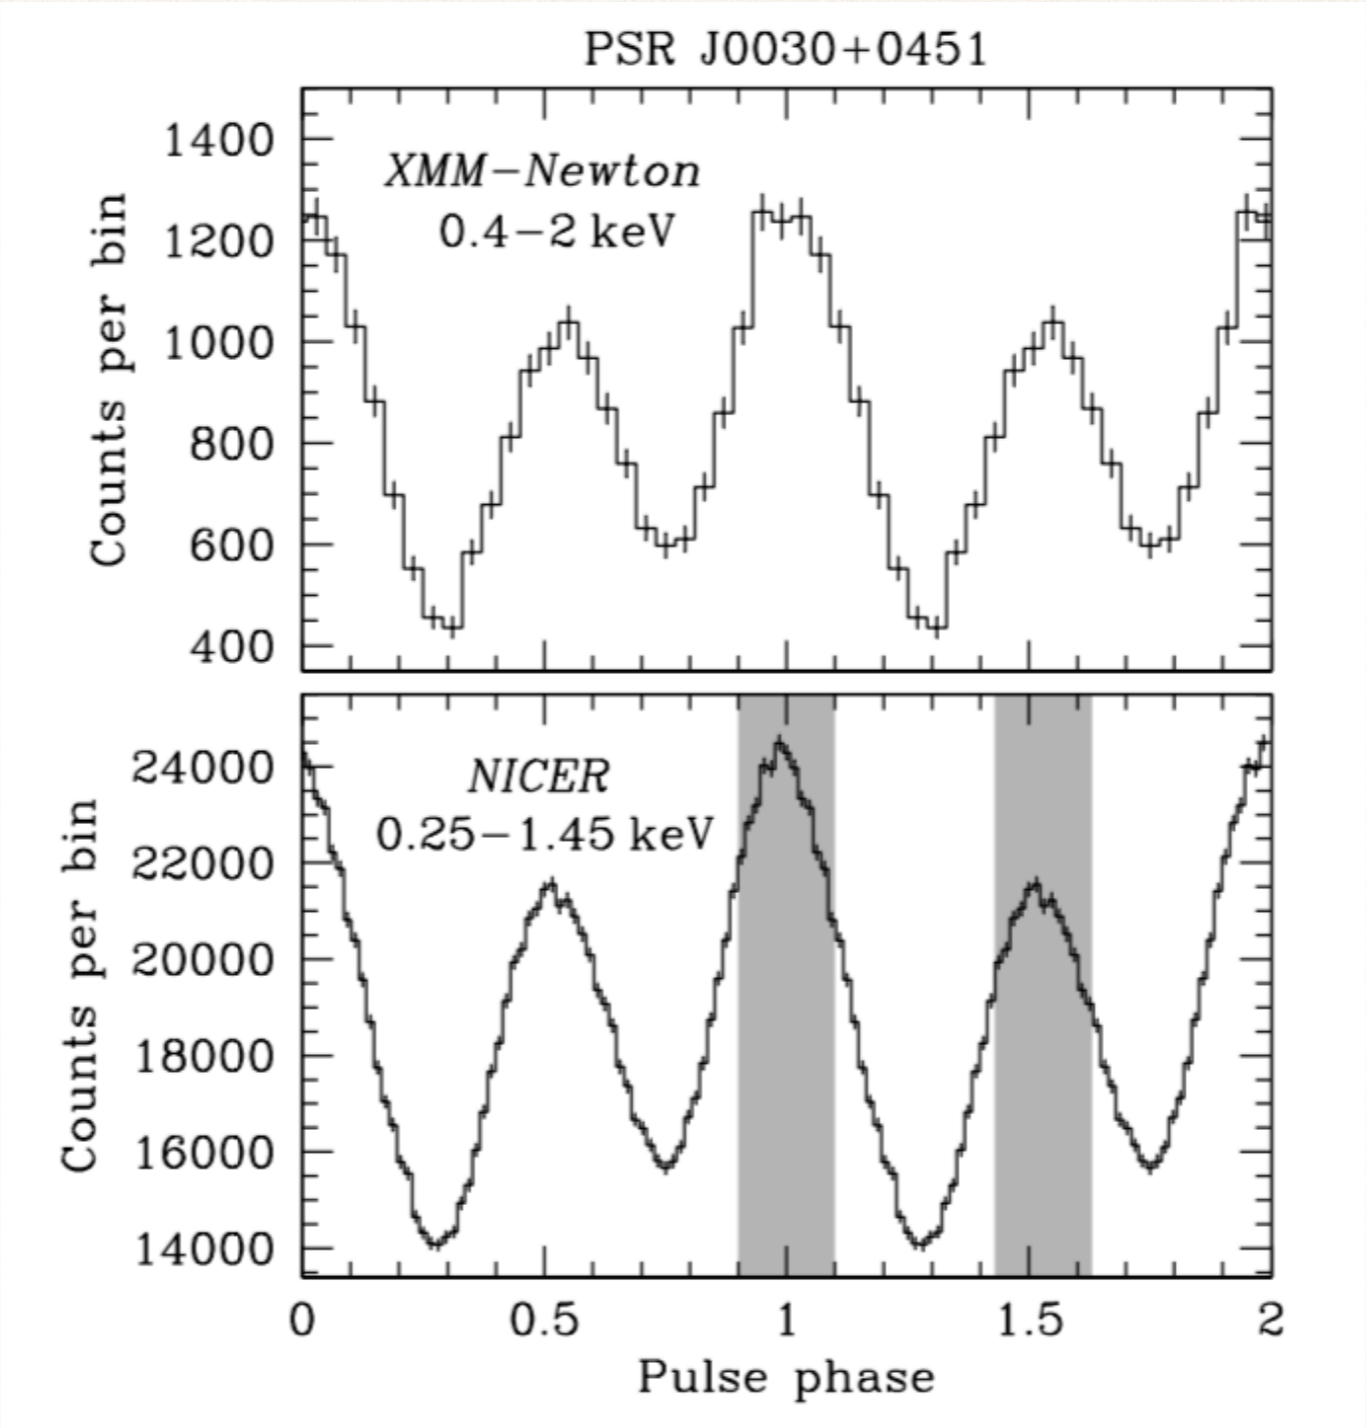 PSR J0030+0451
XMM−Newton
0.4−2 keV
Counts per bin
1400
1200
1000
800
600
400
NICER
0.25−1.45 keV
Counts per bin
24000
22000
20000
18000
16000
14000
0 0.5 1 1.5 2
Pulse phase